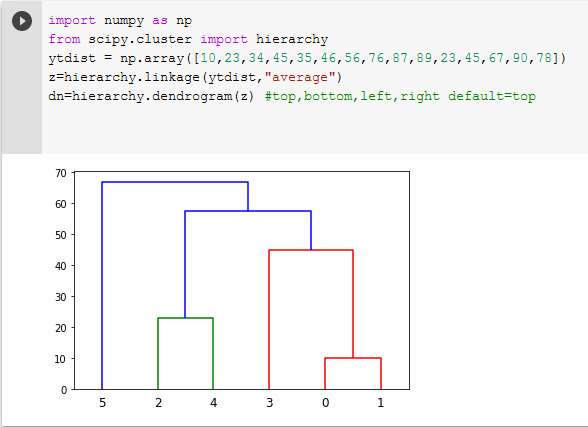 import numpy as np
from scipy.cluster import hierarchy
ytdist = np.array([10,23,34,45,35,46,56,76,87,89,23,45,67,90,78])
z=hierarchy.linkage(ytdist,"average")
dn=hierarchy.dendrogram(z) #top,bottom,left,right default=top
70
60
50
40
30
20
10
0
5 2 4 3 0 1